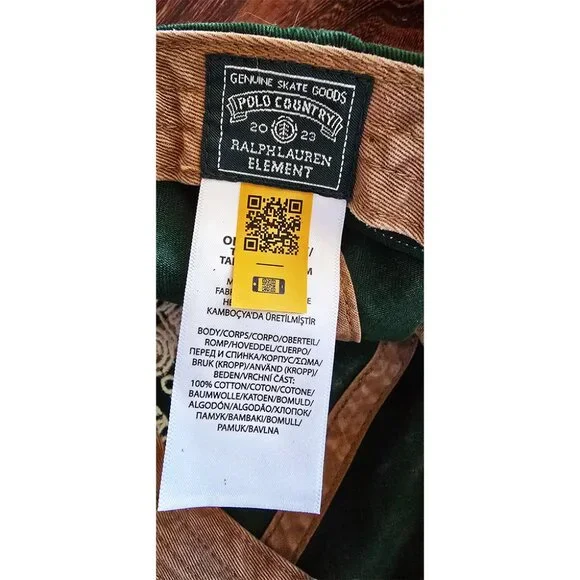 GENUINE SKATE GOODS
POLO COUNTRY
20 23
RALPH LAUREN
ELEMENT
KAMBOÇYA'DA ÜRETİLMİŞTİR
BODY/CORPS/CORPO/OBERTEIL/
ROMP/HOVEDDEL/CUERPO/
ПЕРЕД И СПИНКА/КОРПУС/ΣΩΜΑ/
BRUK (KROPP)/ANVÄND (KROPP)/
BEDEN/VRCHNÍ ČÁST:
100% COTTON/COTON/COTONE/
BAUMWOLLE/KATOEN/BOMULD/
ALGODÓN/ALGODÃO/ХЛОПОК/
ΠΑΜΥΚ/BAMBAKI/BOMULL/
PAMUK/BAVLNA